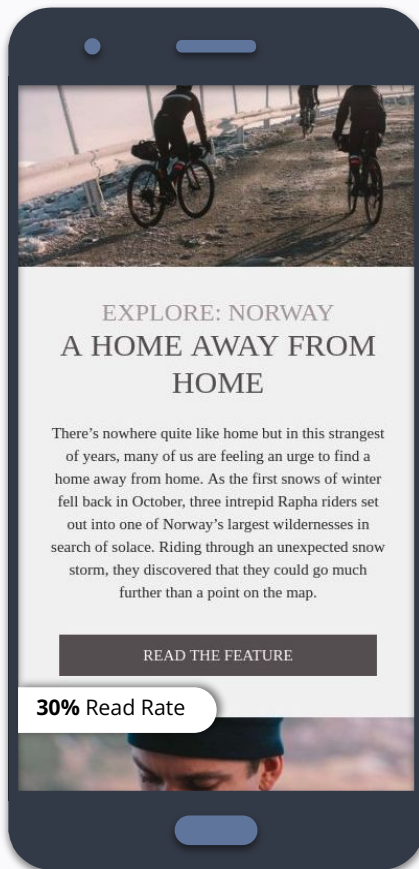 EXPLORE: NORWAY
A HOME AWAY FROM
HOME
There’s nowhere quite like home but in this strangest
of years, many of us are feeling an urge to find a
home away from home. As the first snows of winter
fell back in October, three intrepid Rapha riders set
out into one of Norway’s largest wildernesses in
search of solace. Riding through an unexpected snow
storm, they discovered that they could go much
further than a point on the map.
READ THE FEATURE
30% Read Rate